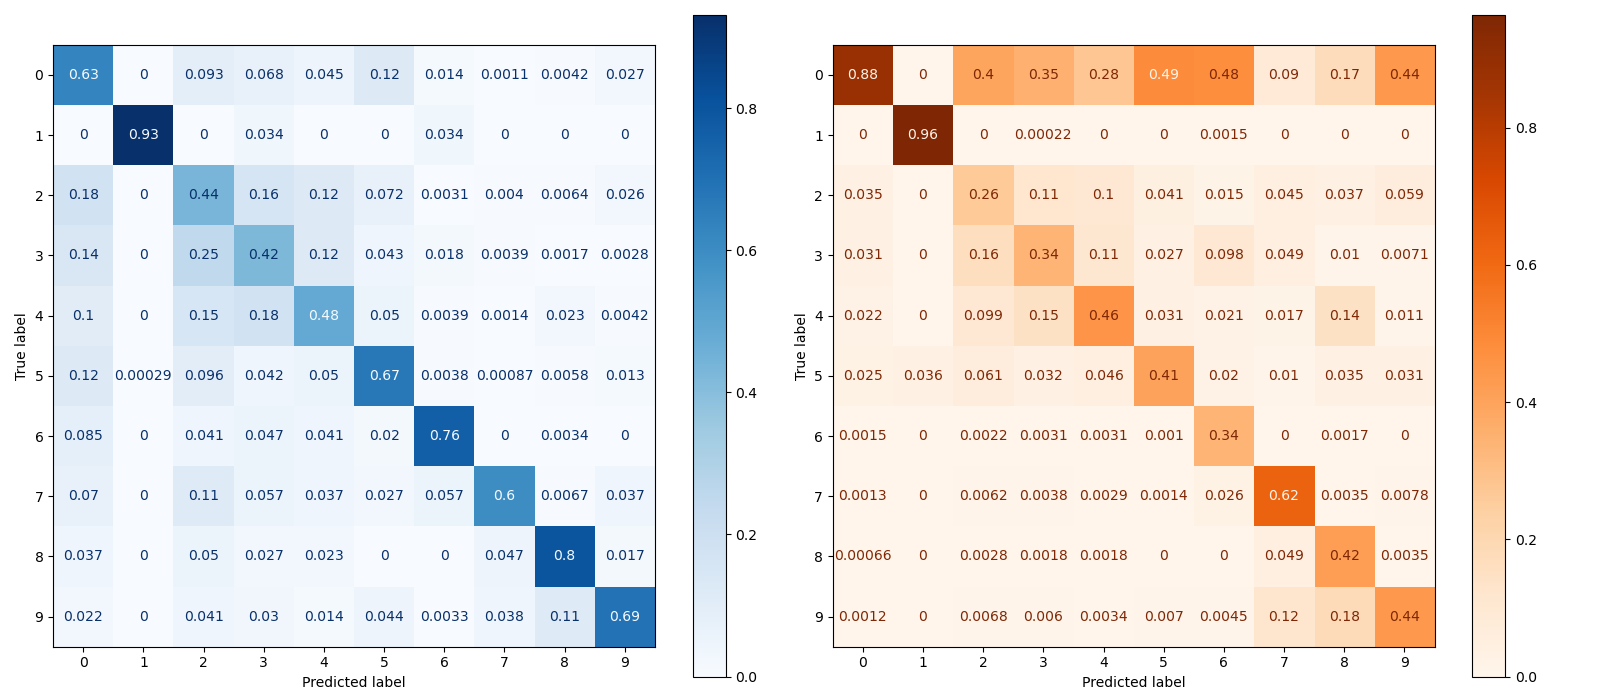 0 0.63 0 0.093 0.068 0.045 0.12 0.014 0.0011 0.0042 0.027
1 0 0.93 0 0.034 0 0 0.034 0 0 0
2 0.18 0 0.44 0.16 0.12 0.072 0.0031 0.004 0.0064 0.026
3 0.14 0 0.25 0.42 0.12 0.043 0.018 0.0039 0.0017 0.0028
4 0.1 0 0.15 0.18 0.48 0.05 0.0039 0.0014 0.023 0.0042
5 0.12 0.00029 0.096 0.042 0.05 0.67 0.0038 0.00087 0.0058 0.013
6 0.085 0 0.041 0.047 0.041 0.02 0.76 0 0.0034 0
7 0.07 0 0.11 0.057 0.037 0.027 0.057 0.6 0.0067 0.037
8 0.037 0 0.05 0.027 0.023 0 0 0.047 0.8 0.017
9 0.022 0 0.041 0.03 0.014 0.044 0.0033 0.038 0.11 0.69
0 1 2 3 4 5 6 7 8 9
True label
Predicted label
0.8
0.6
0.4
0.2
0.0
0 0.88 0 0.4 0.35 0.28 0.49 0.48 0.09 0.17 0.44
1 0 0.96 0 0.00022 0 0 0.0015 0 0 0
2 0.035 0 0.26 0.11 0.1 0.041 0.015 0.045 0.037 0.059
3 0.031 0 0.16 0.34 0.11 0.027 0.098 0.049 0.01 0.0071
4 0.022 0 0.099 0.15 0.46 0.031 0.021 0.017 0.14 0.011
5 0.025 0.036 0.061 0.032 0.046 0.41 0.02 0.01 0.035 0.031
6 0.0015 0 0.0022 0.0031 0.0031 0.001 0.34 0 0.0017 0
7 0.0013 0 0.0062 0.0038 0.0029 0.0014 0.026 0.62 0.0035 0.0078
8 0.00066 0 0.0028 0.0018 0.0018 0 0 0.049 0.42 0.0035
9 0.0012 0 0.0068 0.006 0.0034 0.007 0.0045 0.12 0.18 0.44
0 1 2 3 4 5 6 7 8 9
True label
Predicted label
0.8
0.6
0.4
0.2
0.0